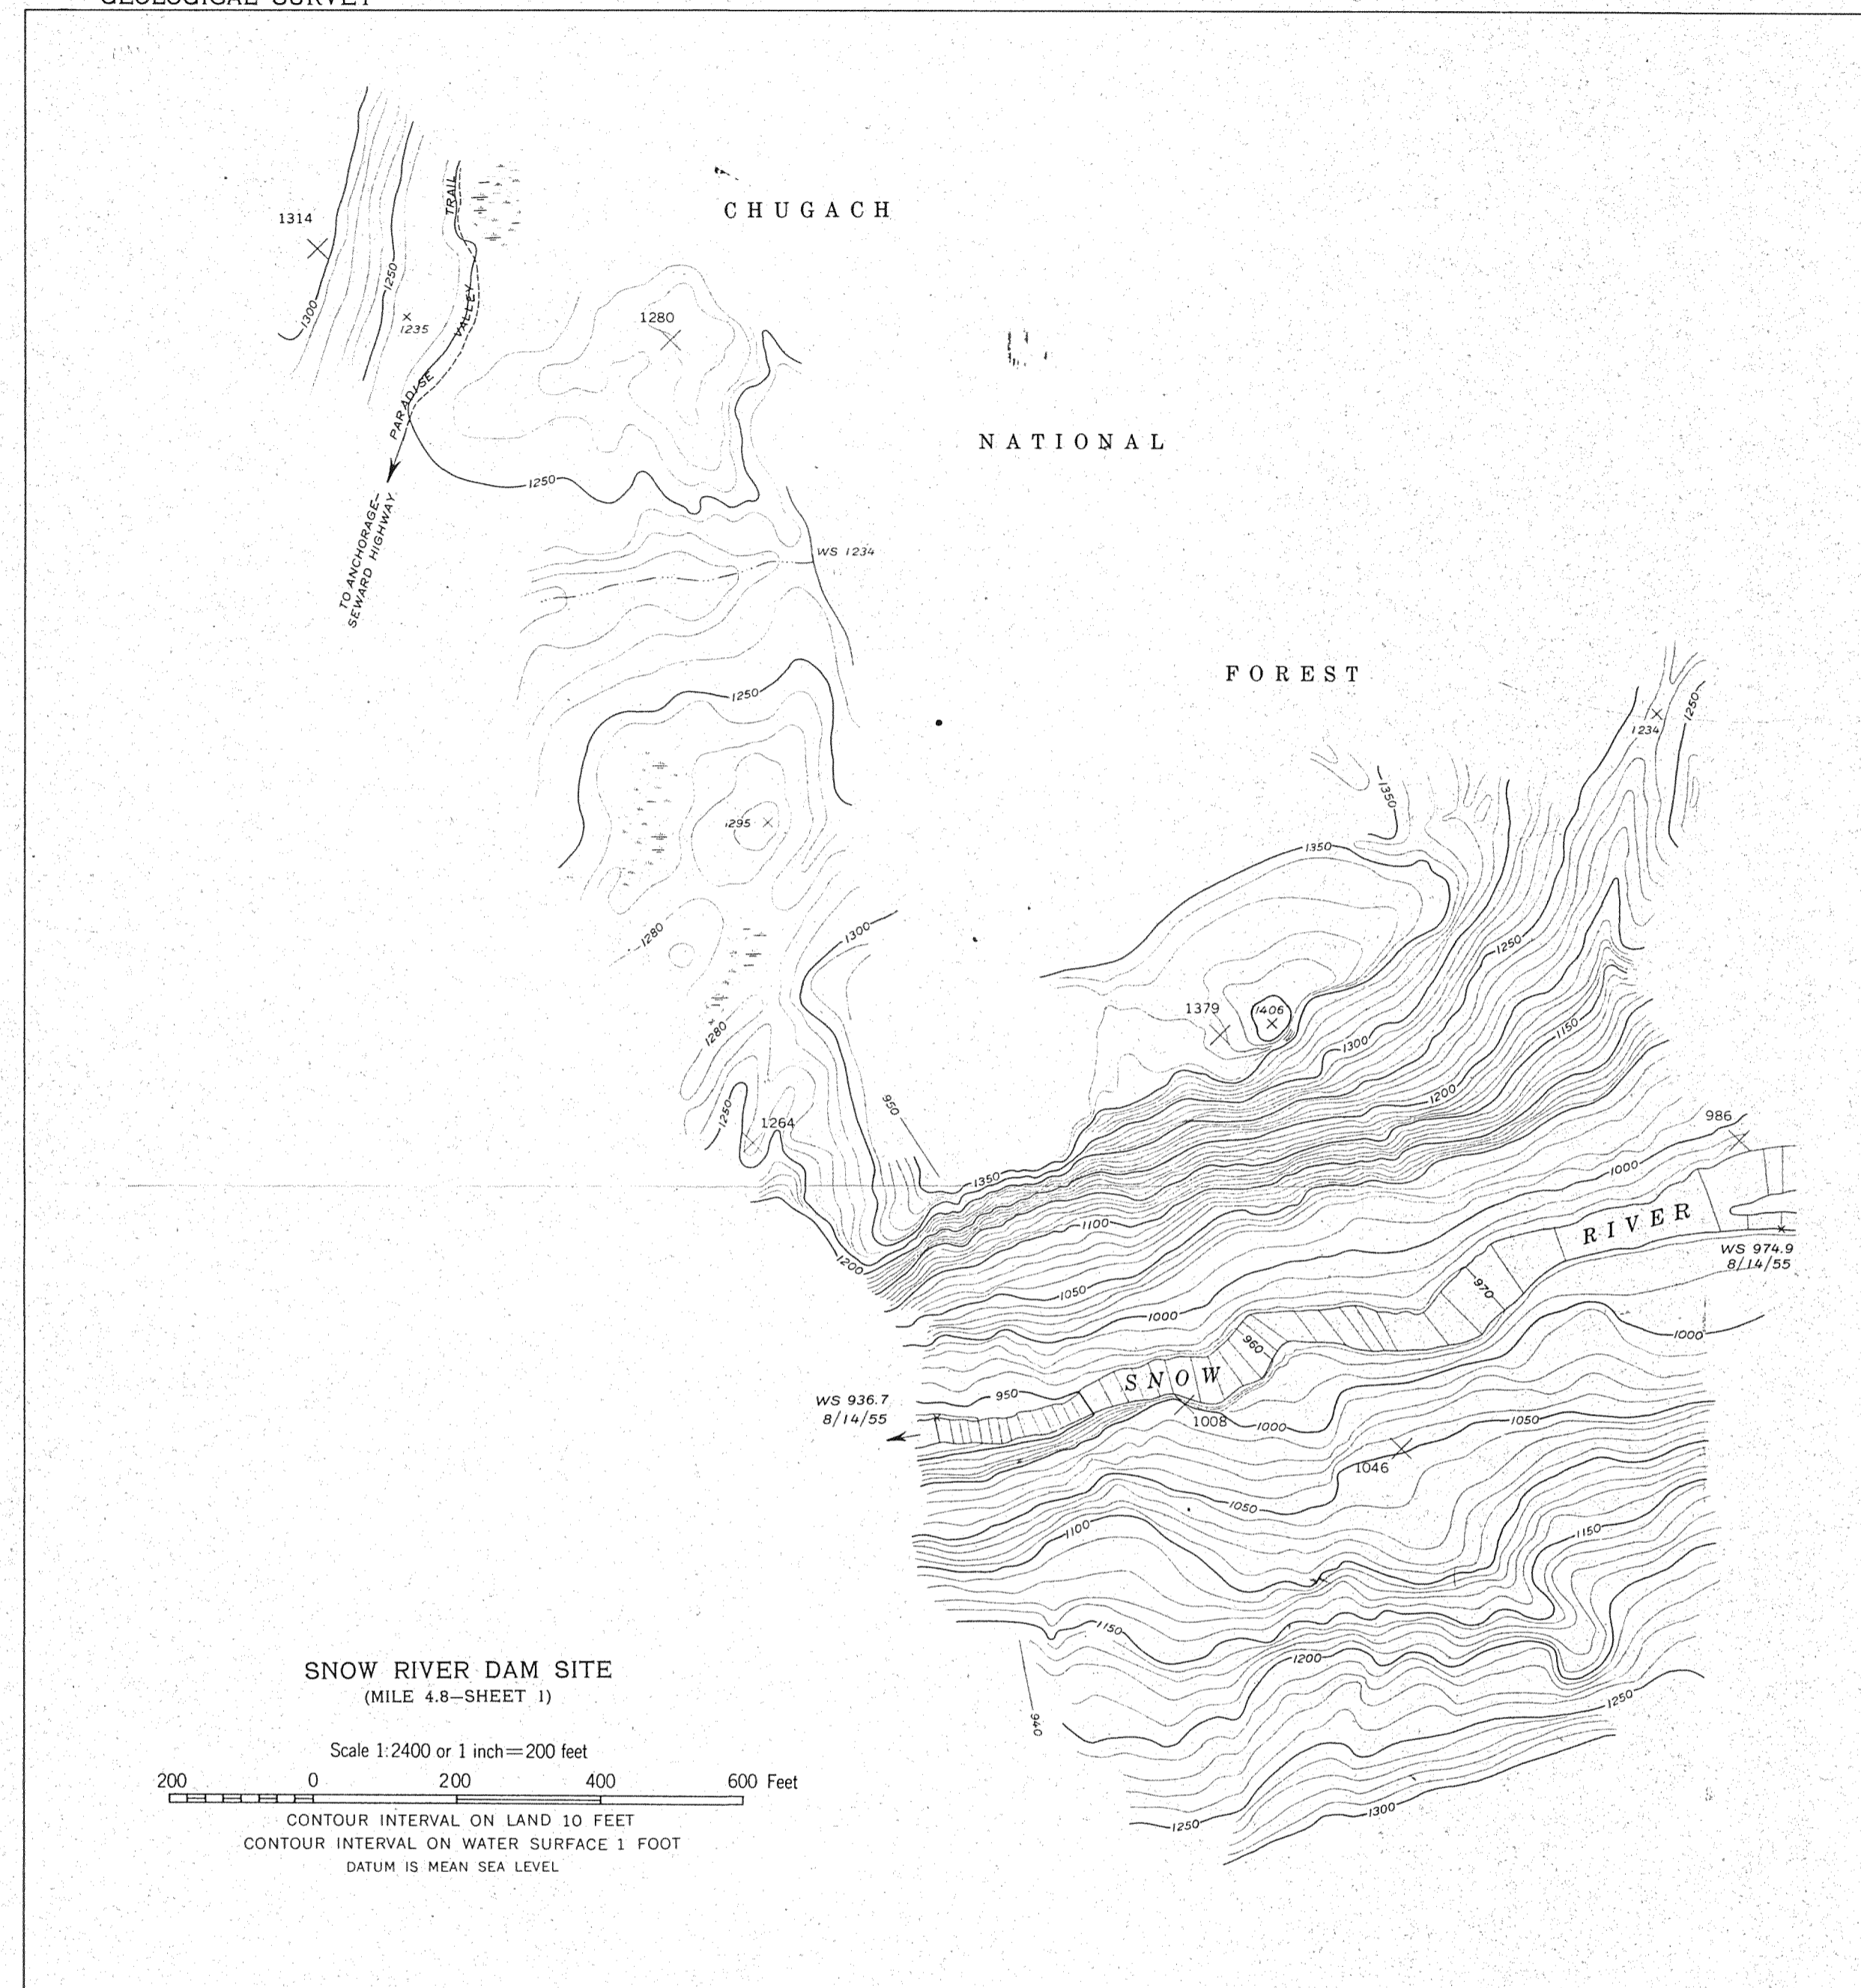 GEOLOGICAL SURVEY
CHUGACH
NATIONAL
FOREST
1314
1300
1250
1235
TRAIL
VALLEY
PARADISE
TO ANCHORAGE–
SEWARD HIGHWAY
1280
1250
WS 1234
1250
1295
1280
1300
1280
1250
1264
950
1200
1350
1350
1234
1250
1250
1379
1406
1300
1150
1200
986
1000
1350
1100
1050
1000
RIVER
WS 974.9
8/14/55
970
960
SNOW
950
WS 936.7
8/14/55
1008
1000
1000
1050
1046
1050
1100
1150
1150
1200
1250
940
1250
1300
SNOW RIVER DAM SITE
(MILE 4.8—SHEET 1)
Scale 1:2400 or 1 inch=200 feet
200 0 200 400 600 Feet
CONTOUR INTERVAL ON LAND 10 FEET
CONTOUR INTERVAL ON WATER SURFACE 1 FOOT
DATUM IS MEAN SEA LEVEL